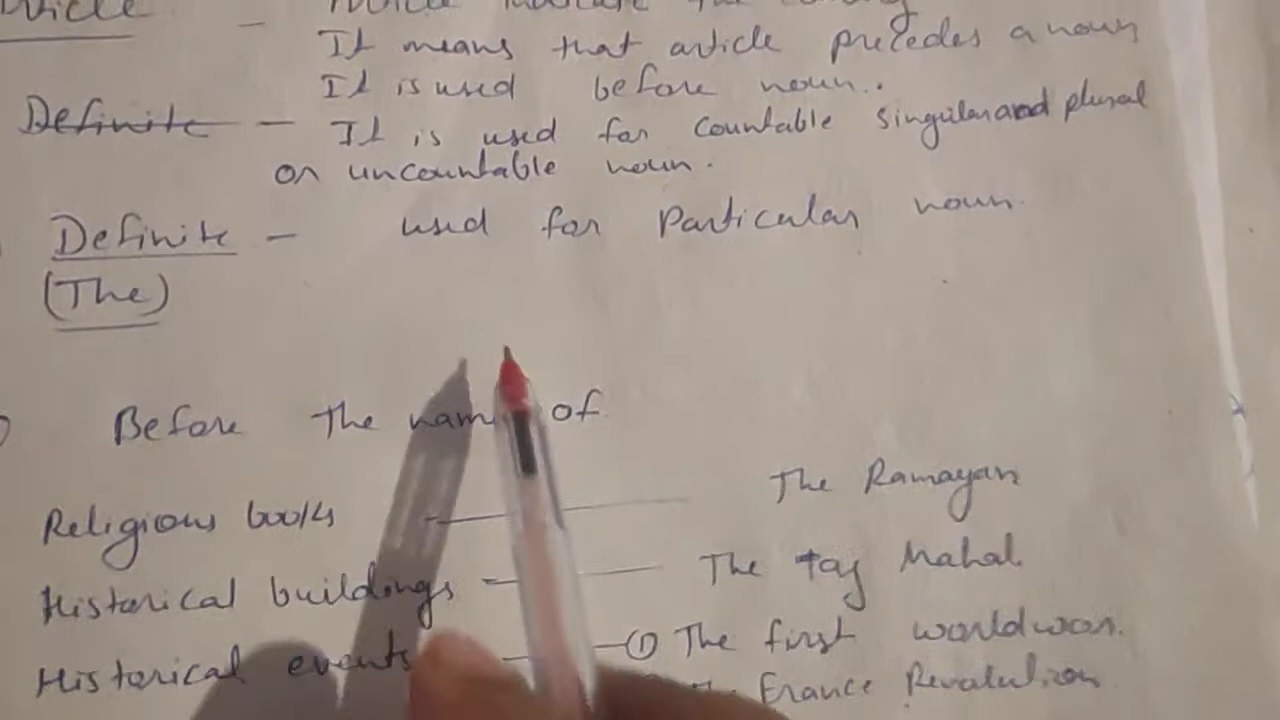 It means that article precedes a noun
It is used before noun..
Definite - It is used for countable singular and plural
or uncountable noun.
Definite - used for Particular noun.
(The)
Before the name of
Religious books — The Ramayan
Historical buildings — The Taj Mahal.
Historical events — ① The first world war.
The France Revolution